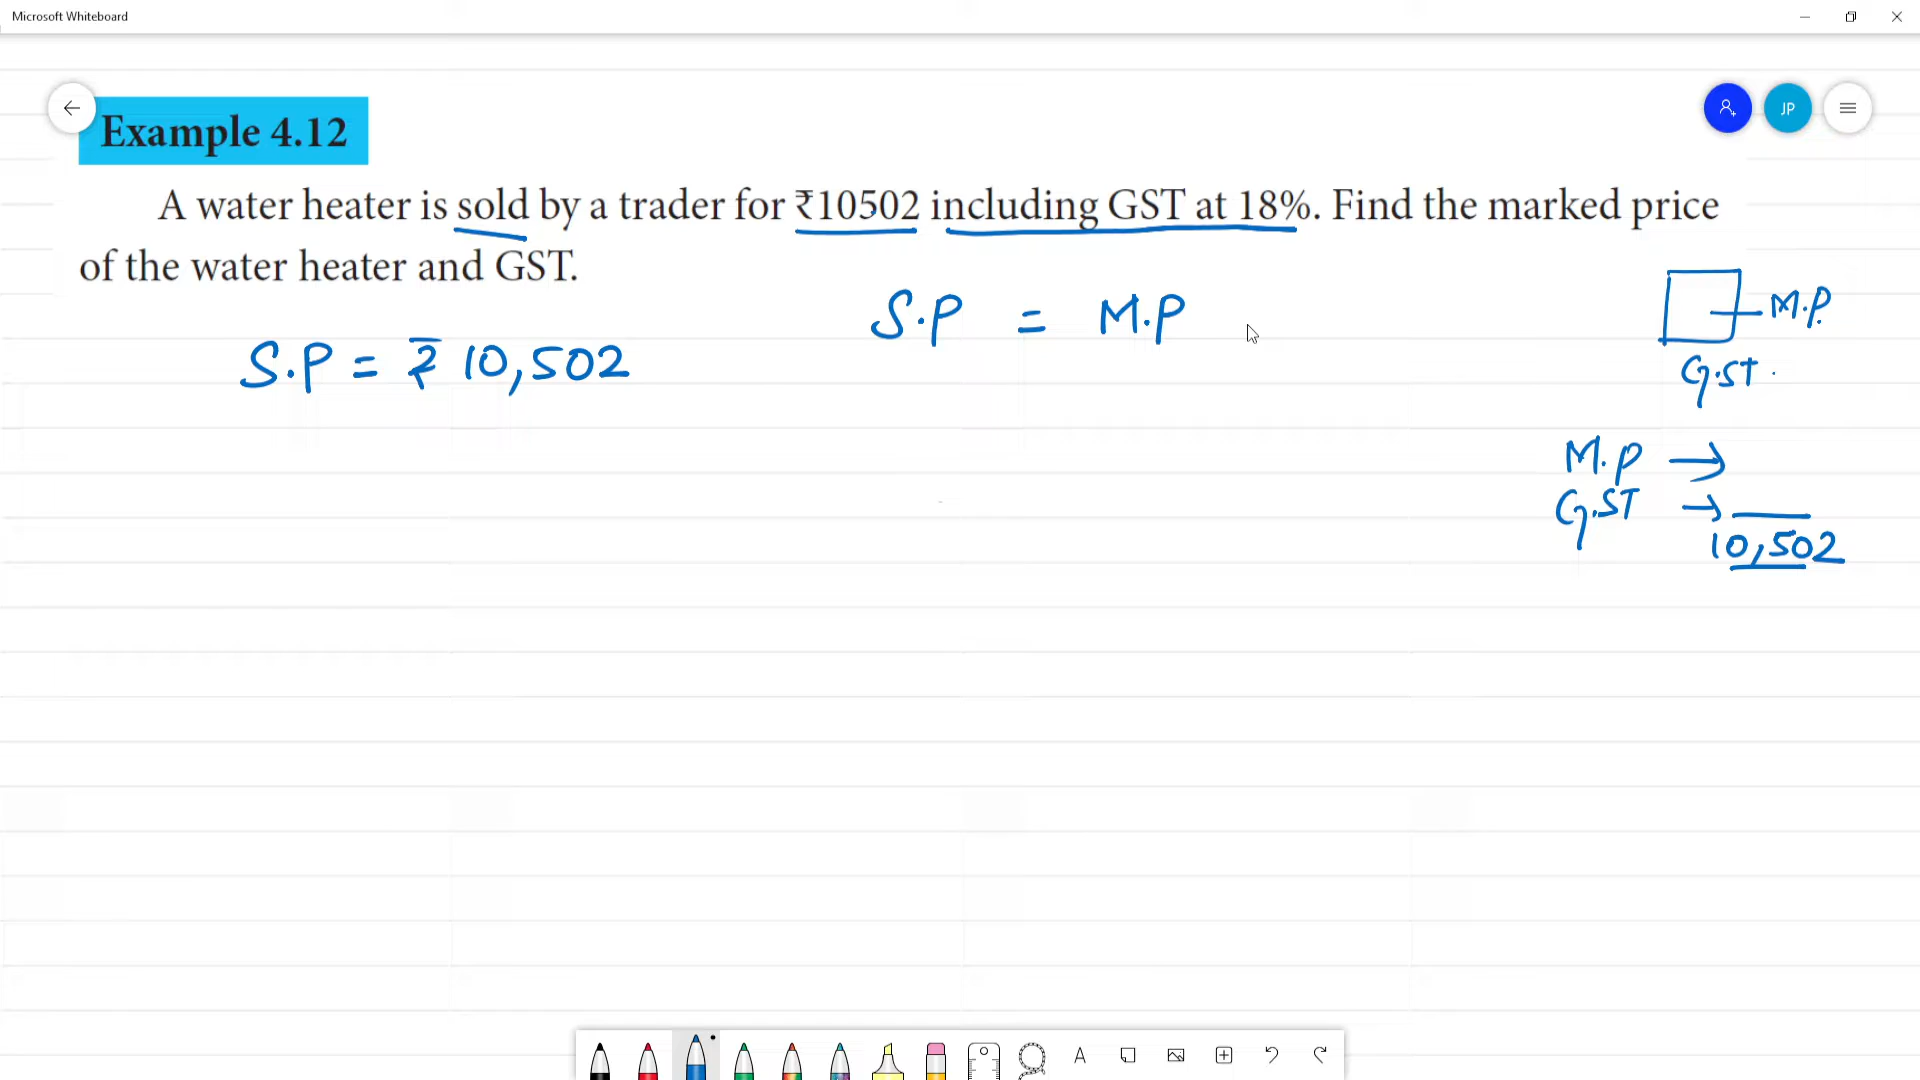 Microsoft Whiteboard
JP
Example 4.12
A water heater is sold by a trader for ₹10502 including GST at 18%. Find the marked price
of the water heater and GST.
S.P = M.P
M.P.
S.P = ₹ 10,502
G.ST
M.P →
G.ST →
10,502
A